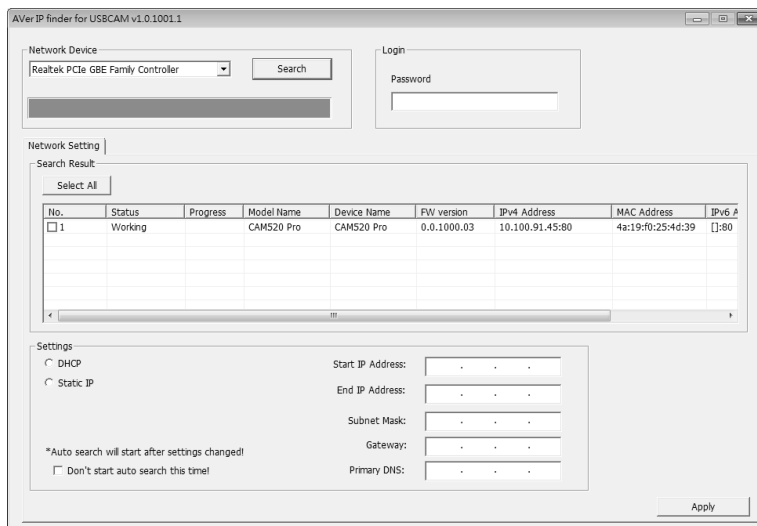 AVer IP finder for USBCAM v1.0.1001.1
Network Device
Realtek PCIe GBE Family Controller
Search
Login
Password
Network Setting
Search Result
Select All
No. Status Progress Model Name Device Name FW version IPv4 Address MAC Address IPv6 A
1 Working CAM520 Pro CAM520 Pro 0.0.1000.03 10.100.91.45:80 4a:19:f0:25:4d:39 []:80
Settings
DHCP
Static IP
Start IP Address:
End IP Address:
Subnet Mask:
Gateway:
Primary DNS:
*Auto search will start after settings changed!
Don't start auto search this time!
Apply